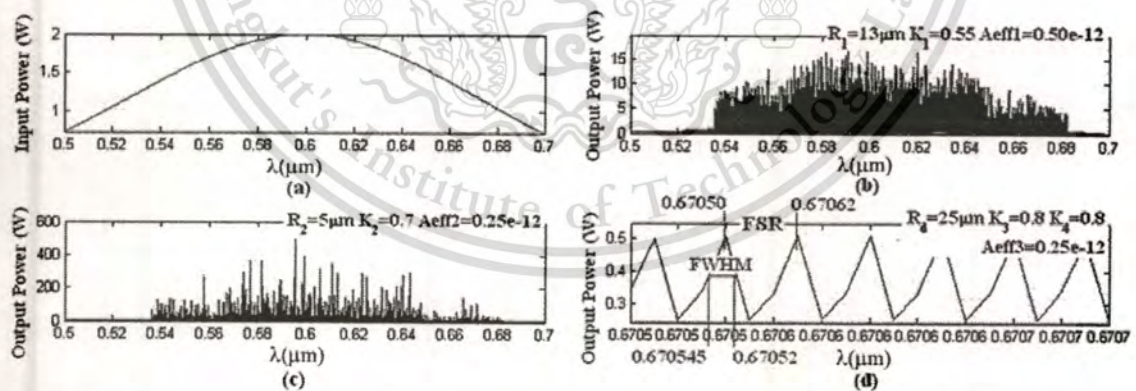 ngkut's Institute of Technology La
Input Power (W)
2
1.5
1
0.5 0.52 0.54 0.56 0.58 0.6 0.62 0.64 0.66 0.68 0.7
λ(μm)
(a)
Output Power (W)
R1=13μm K1=0.55 Aeff1=0.50e-12
15
10
5
0
0.5 0.52 0.54 0.56 0.58 0.6 0.62 0.64 0.66 0.68 0.7
λ(μm)
(b)
Output Power (W)
R2=5μm K2=0.7 Aeff2=0.25e-12
600
400
200
0
0.5 0.52 0.54 0.56 0.58 0.6 0.62 0.64 0.66 0.68 0.7
λ(μm)
(c)
0.67050 0.67062
Output Power (W)
FSR
Rd=25μm K3=0.8 K4=0.8
Aeff3=0.25e-12
FWHM
0.5
0.4
0.3
0.6705 0.6705 0.6705 0.6706 0.6706 0.6706 0.6706 0.6706 0.6707 0.6707 0.6707
0.670545 0.67052
λ(μm)
(d)